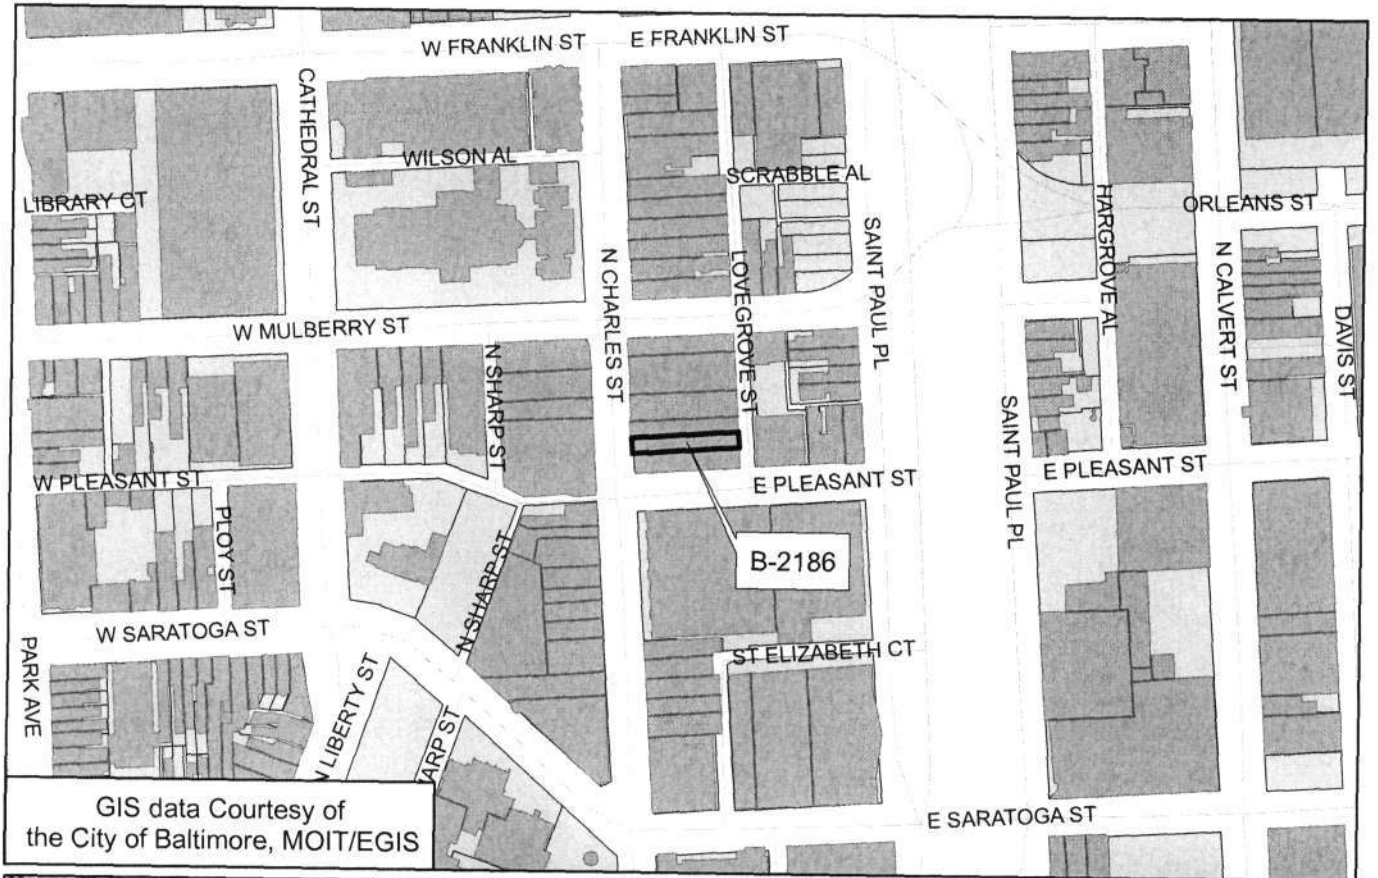 W FRANKLIN ST
E FRANKLIN ST
CATHEDRAL ST
WILSON AL
SCRABBLE AL
LIBRARY CT
HARGROVE AL
ORLEANS ST
SAINT PAUL PL
N CHARLES ST
LOVEGROVE ST
N CALVERT ST
DAVIS ST
W MULBERRY ST
N SHARP ST
SAINT PAUL PL
W PLEASANT ST
E PLEASANT ST
E PLEASANT ST
PLOY ST
N SHARP ST
B-2186
W SARATOGA ST
ST ELIZABETH CT
PARK AVE
N LIBERTY ST
ARP ST
GIS data Courtesy of
the City of Baltimore, MOIT/EGIS
E SARATOGA ST